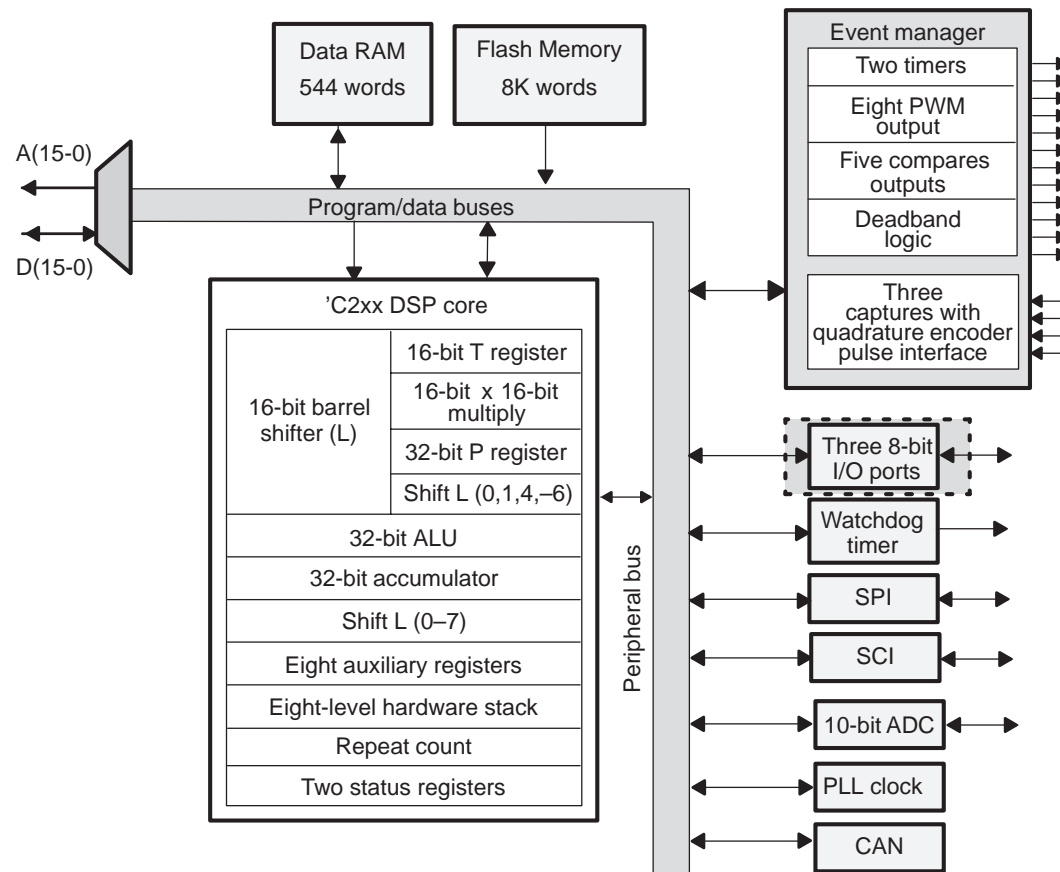 Data RAM
544 words
Flash Memory
8K words
Event manager
Two timers
Eight PWM
output
Five compares
outputs
Deadband
logic
Three
captures with
quadrature encoder
pulse interface
A(15-0)
D(15-0)
Program/data buses
’C2xx DSP core
16-bit barrel
shifter (L)
16-bit T register
16-bit x 16-bit
multiply
32-bit P register
Shift L (0,1,4,–6)
32-bit ALU
32-bit accumulator
Shift L (0–7)
Eight auxiliary registers
Eight-level hardware stack
Repeat count
Two status registers
Peripheral bus
Three 8-bit
I/O ports
Watchdog
timer
SPI
SCI
10-bit ADC
PLL clock
CAN